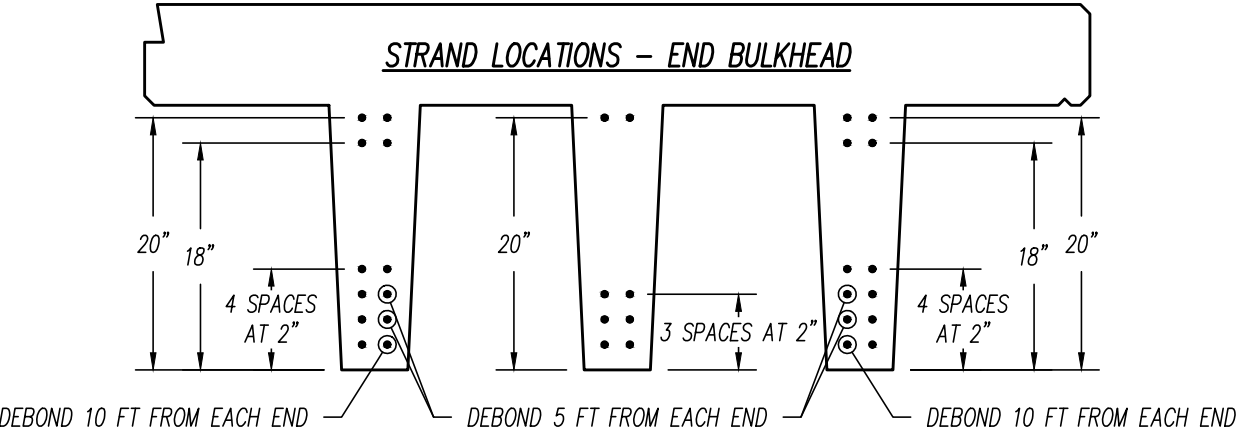 STRAND LOCATIONS – END BULKHEAD
20"
18"
4 SPACES
AT 2"
20"
3 SPACES AT 2"
4 SPACES
AT 2"
18"
20"
DEBOND 10 FT FROM EACH END
DEBOND 5 FT FROM EACH END
DEBOND 10 FT FROM EACH END